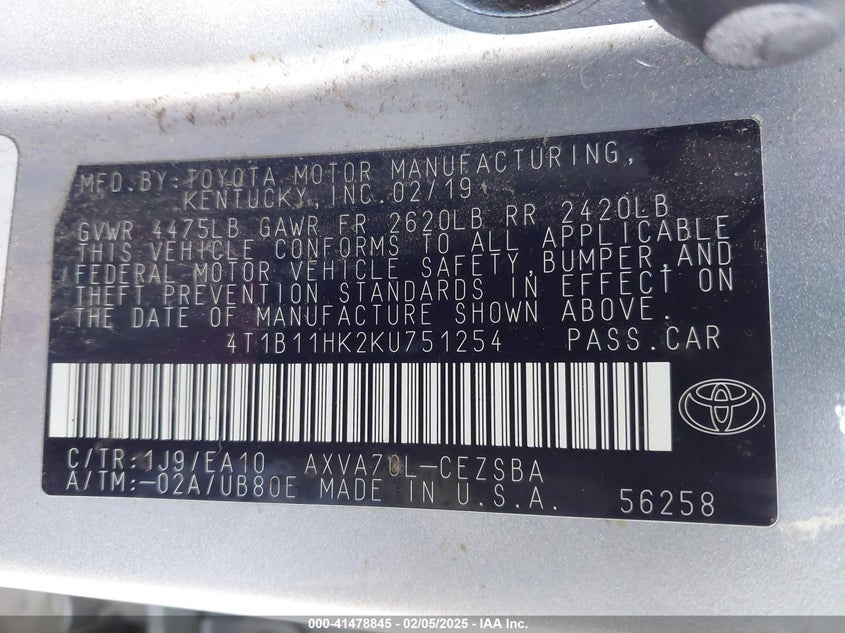 MFD.BY:TOYOTA MOTOR MANUFACTURING,
KENTUCKY,INC.02/19
GVWR 4475LB GAWR FR 2620LB RR 2420LB
THIS VEHICLE CONFORMS TO ALL APPLICABLE
FEDERAL MOTOR VEHICLE SAFETY,BUMPER,AND
THEFT PREVENTION STANDARDS IN EFFECT ON
THE DATE OF MANUFACTURE SHOWN ABOVE.
4T1B11HK2KU751254 PASS.CAR
C/TR:1J9/EA10 AXVA70L-CEZSBA
A/TM:-02A/UB80E MADE IN U.S.A. 56258
000-41478845 - 02/05/2025 - IAA Inc.